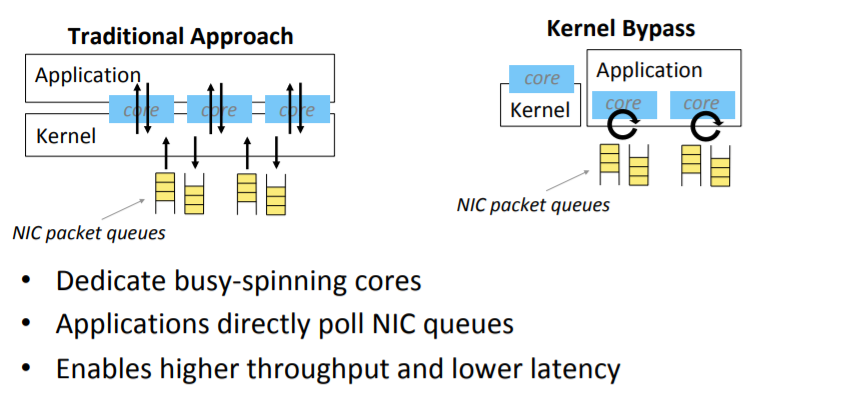 Traditional Approach
Application
core core core
Kernel
NIC packet queues
Kernel Bypass
core
Application
Kernel
core core
NIC packet queues
• Dedicate busy-spinning cores
• Applications directly poll NIC queues
• Enables higher throughput and lower latency